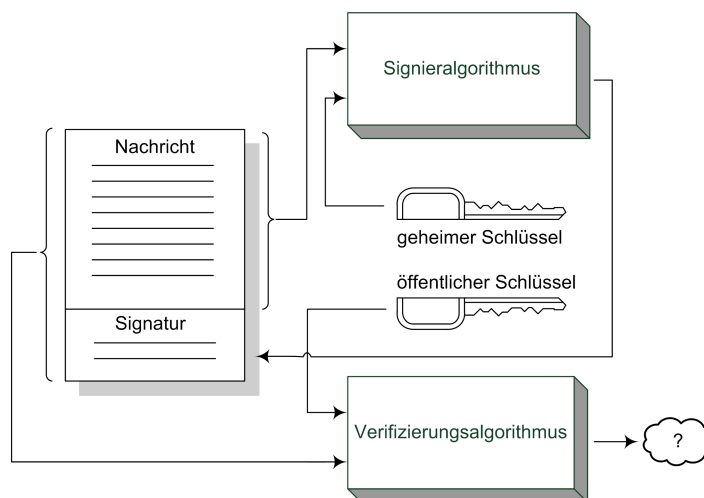 Signieralgorithmus
Nachricht
geheimer Schlüssel
öffentlicher Schlüssel
Signatur
Verifizierungsalgorithmus
?